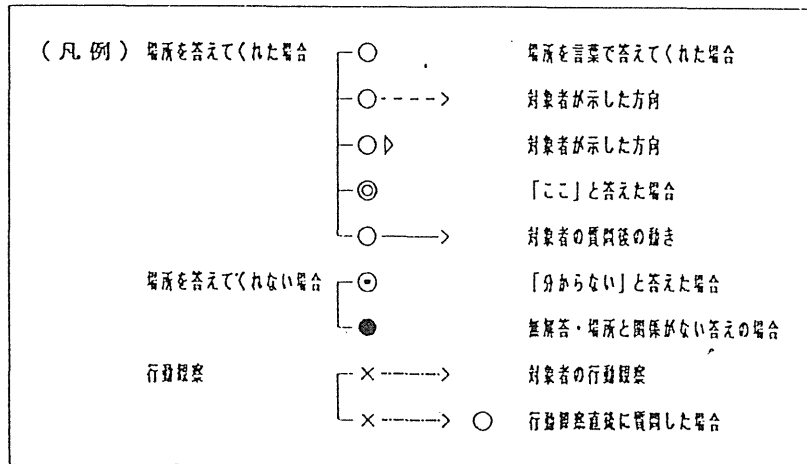 (凡例) 場所を答えてくれた場合 ○ 場所を言葉で答えてくれた場合
対象者が示した方向
対象者が示した方向
「ここ」と答えた場合
対象者の質問後の動き
場所を答えてくれない場合 「分からない」と答えた場合
無解答・場所と関係がない答えの場合
行動観察 対象者の行動観察
行動観察直後に質問した場合